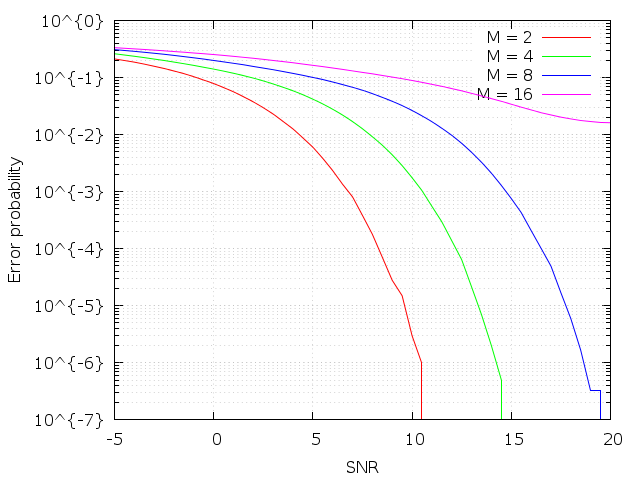 10^{0}
M = 2
M = 4
10^{-1}
M = 8
M = 16
10^{-2}
10^{-3}
Error probability
10^{-4}
10^{-5}
10^{-6}
10^{-7}
-5 0 5 10 15 20
SNR